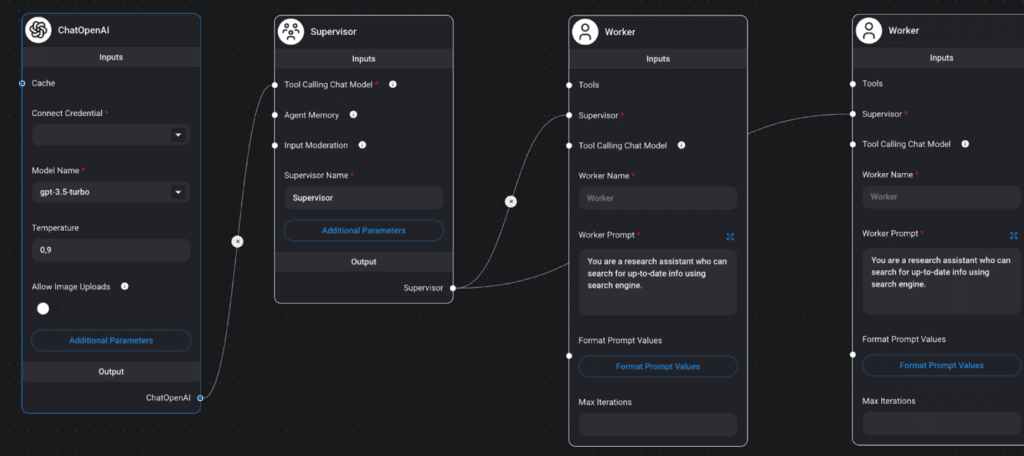 ChatOpenAI
Inputs
Cache
Connect Credential *
Model Name *
gpt-3.5-turbo
Temperature
0,9
Allow Image Uploads
Additional Parameters
Output
ChatOpenAI
Supervisor
Inputs
Tool Calling Chat Model *
Agent Memory
Input Moderation
Supervisor Name *
Supervisor
Additional Parameters
Output
Supervisor
Worker
Inputs
Tools
Supervisor *
Tool Calling Chat Model
Worker Name *
Worker
Worker Prompt *
You are a research assistant who can
search for up-to-date info using
search engine.
Format Prompt Values
Format Prompt Values
Max Iterations
Worker
Inputs
Tools
Supervisor *
Tool Calling Chat Model
Worker Name *
Worker
Worker Prompt *
You are a research assistant who can
search for up-to-date info using
search engine.
Format Prompt Values
Format Prompt Values
Max Iterations